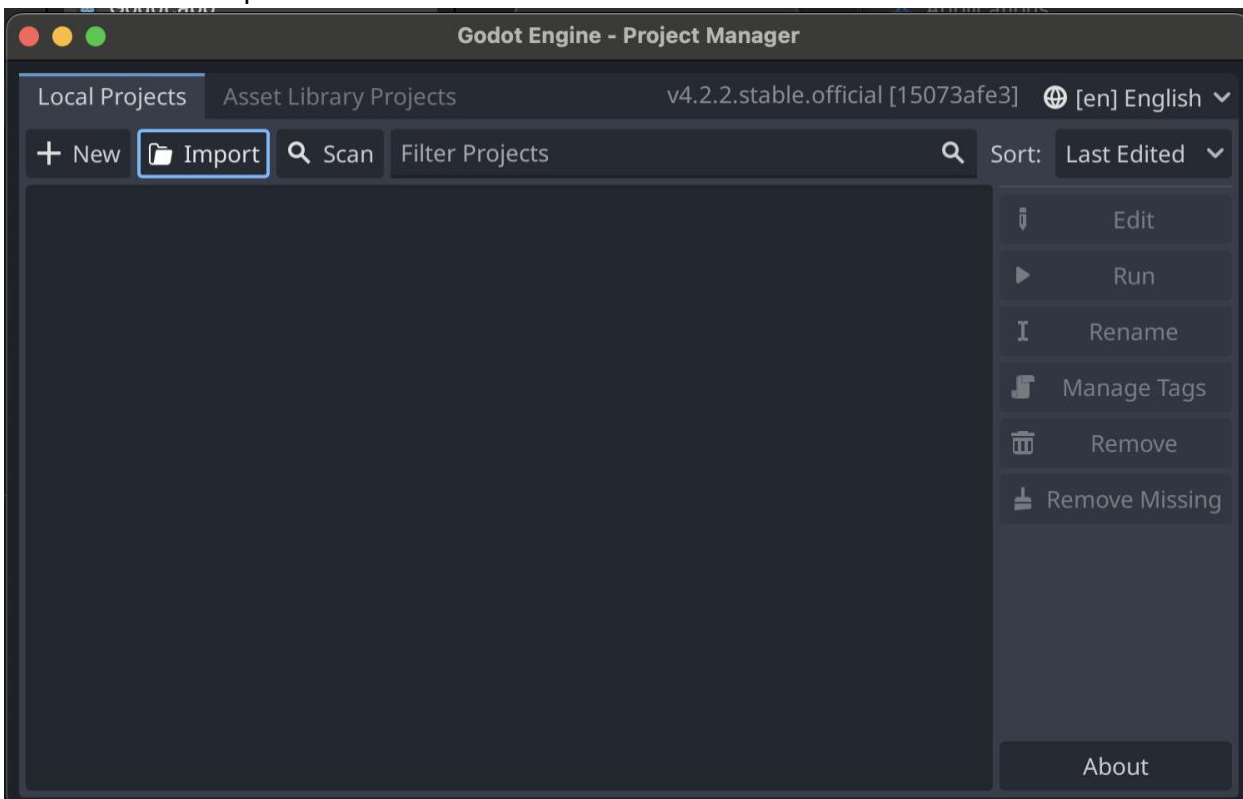 Godot Engine - Project Manager
Local Projects Asset Library Projects v4.2.2.stable.official [15073afe3] [en] English
New Import Scan Filter Projects Sort: Last Edited
Edit
Run
Rename
Manage Tags
Remove
Remove Missing
About